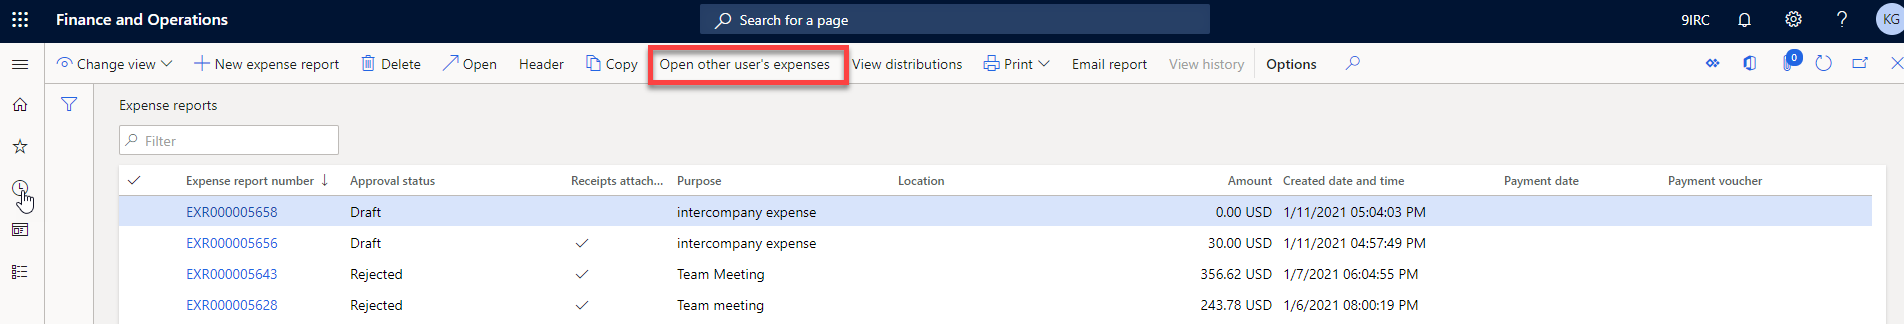 Finance and Operations
Search for a page
9IRC
?
KG
Change view
New expense report
Delete
Open
Header
Copy
Open other user's expenses
View distributions
Print
Email report
View history
Options
0
Expense reports
Filter
Expense report number Approval status Receipts attach... Purpose Location Amount Created date and time Payment date Payment voucher
EXR000005658 Draft intercompany expense 0.00 USD 1/11/2021 05:04:03 PM
EXR000005656 Draft intercompany expense 30.00 USD 1/11/2021 04:57:49 PM
EXR000005643 Rejected Team Meeting 356.62 USD 1/7/2021 06:04:55 PM
EXR000005628 Rejected Team meeting 243.78 USD 1/6/2021 08:00:19 PM